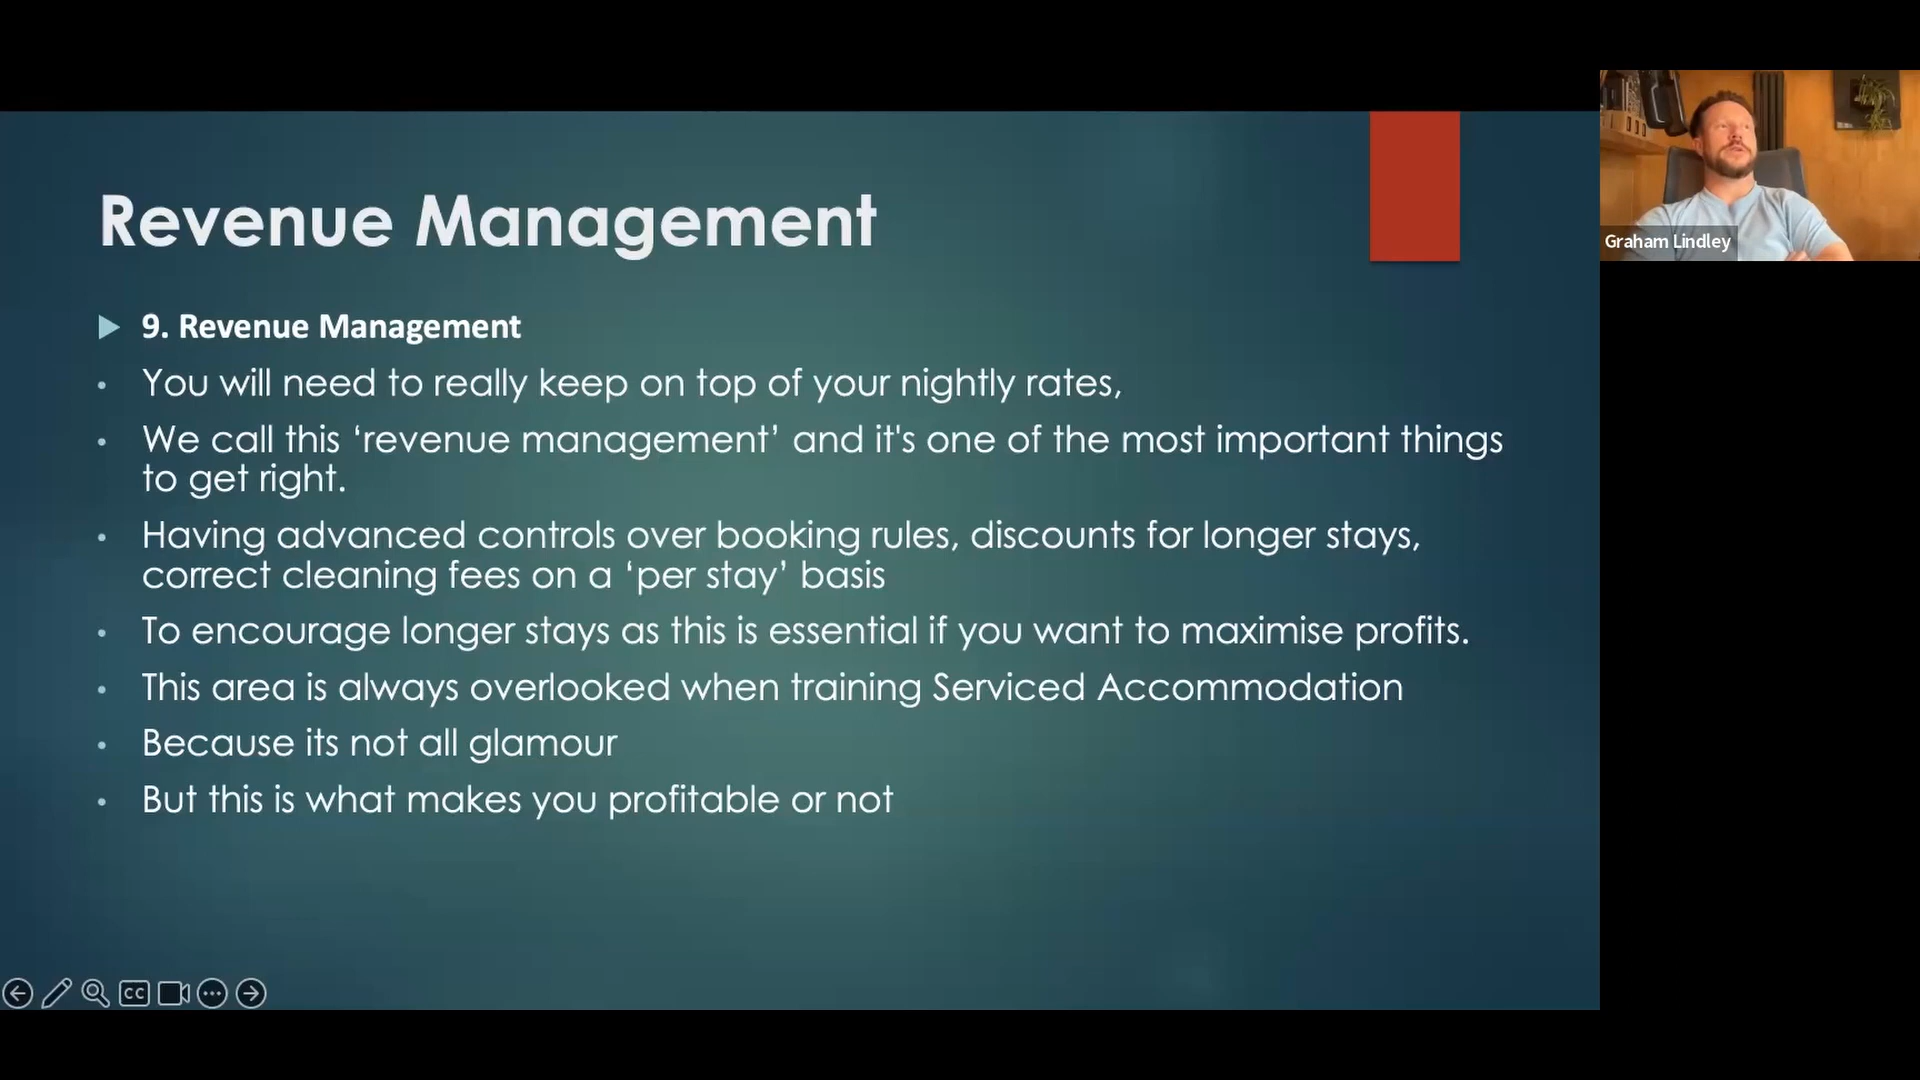 Revenue Management
9. Revenue Management
You will need to really keep on top of your nightly rates,
We call this ‘revenue management’ and it's one of the most important things
to get right.
Having advanced controls over booking rules, discounts for longer stays,
correct cleaning fees on a ‘per stay’ basis
To encourage longer stays as this is essential if you want to maximise profits.
This area is always overlooked when training Serviced Accommodation
Because its not all glamour
But this is what makes you profitable or not
CC
Graham Lindley